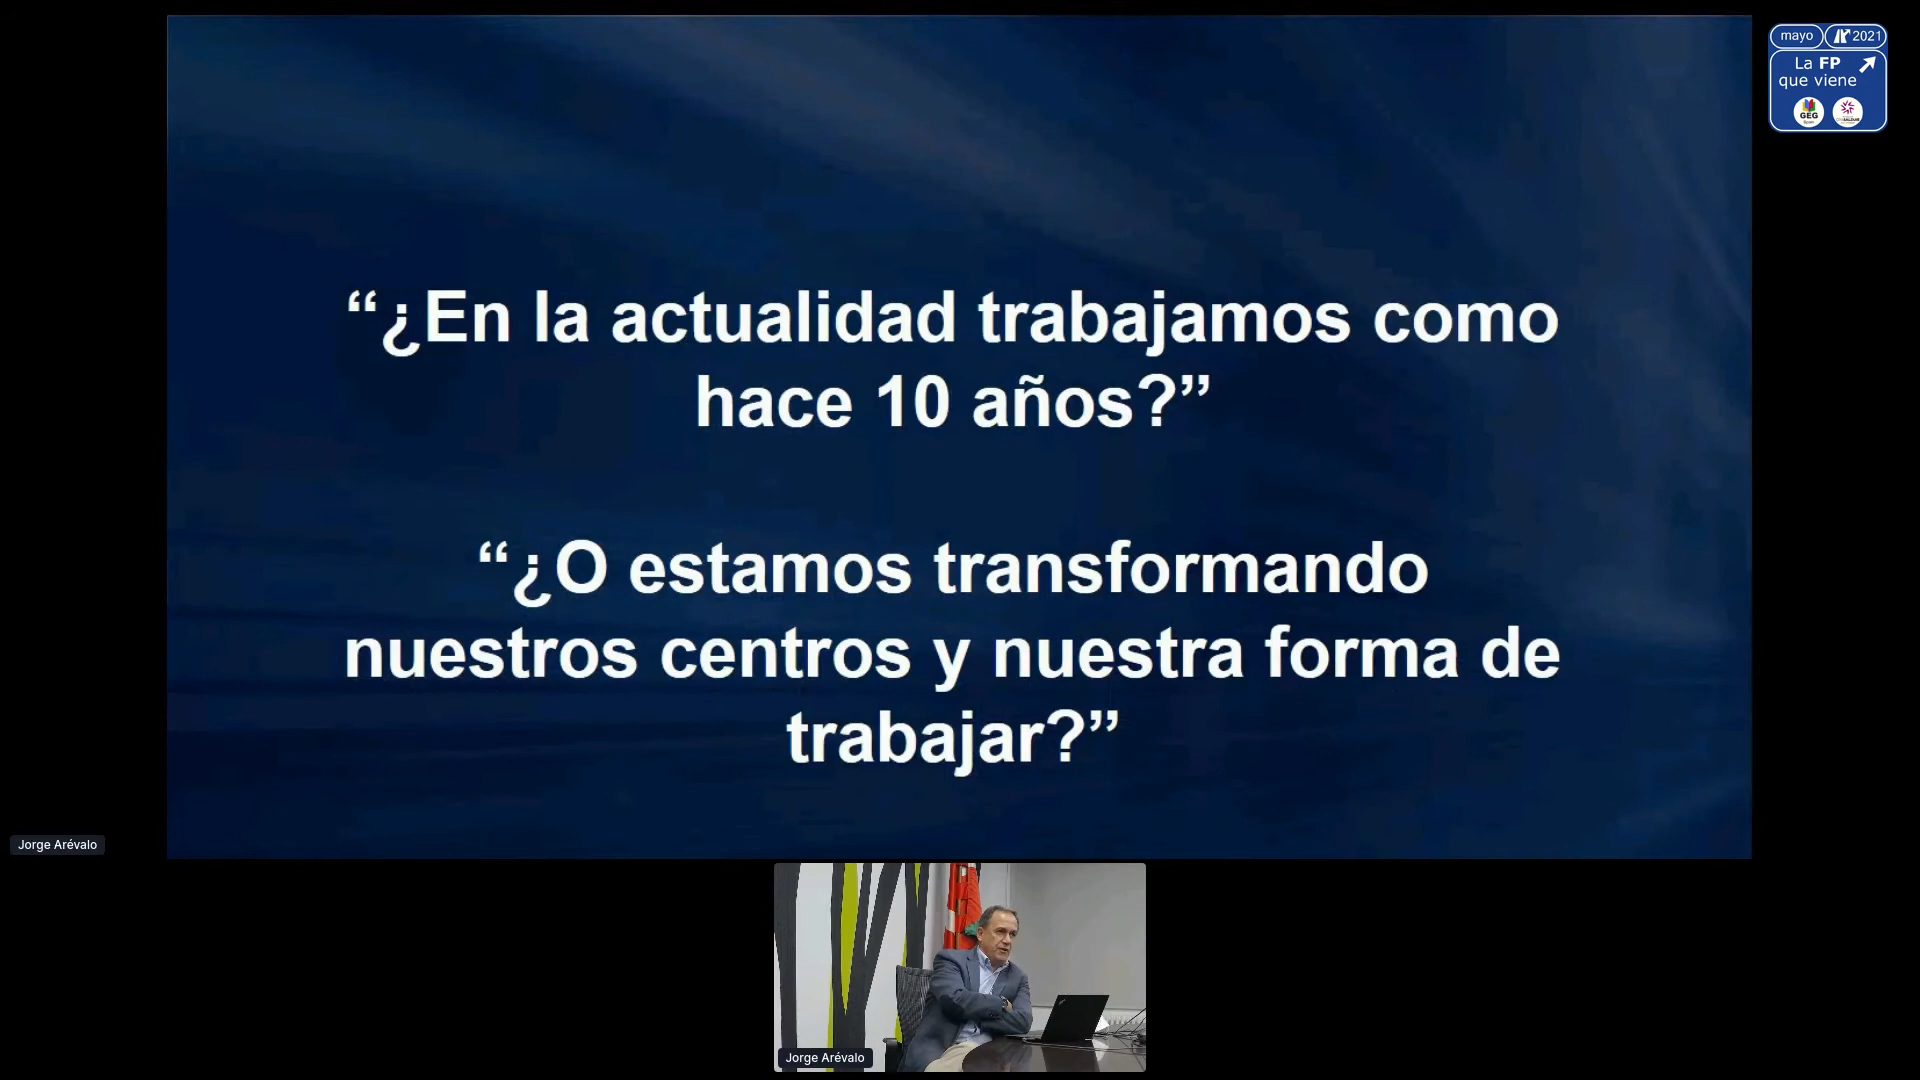 mayo
2021
La FP
que viene
GEG
“¿En la actualidad trabajamos como
hace 10 años?”
“¿O estamos transformando
nuestros centros y nuestra forma de
trabajar?”
Jorge Arévalo
Jorge Arévalo